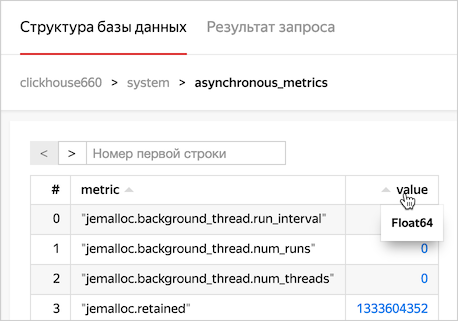 Структура базы данных Результат запроса
clickhouse660 > system > asynchronous_metrics
< > Номер первой строки
# metric value
0 "jemalloc.background_thread.run_interval"
Float64
1 "jemalloc.background_thread.num_runs" 0
2 "jemalloc.background_thread.num_threads" 0
3 "jemalloc.retained" 1333604352